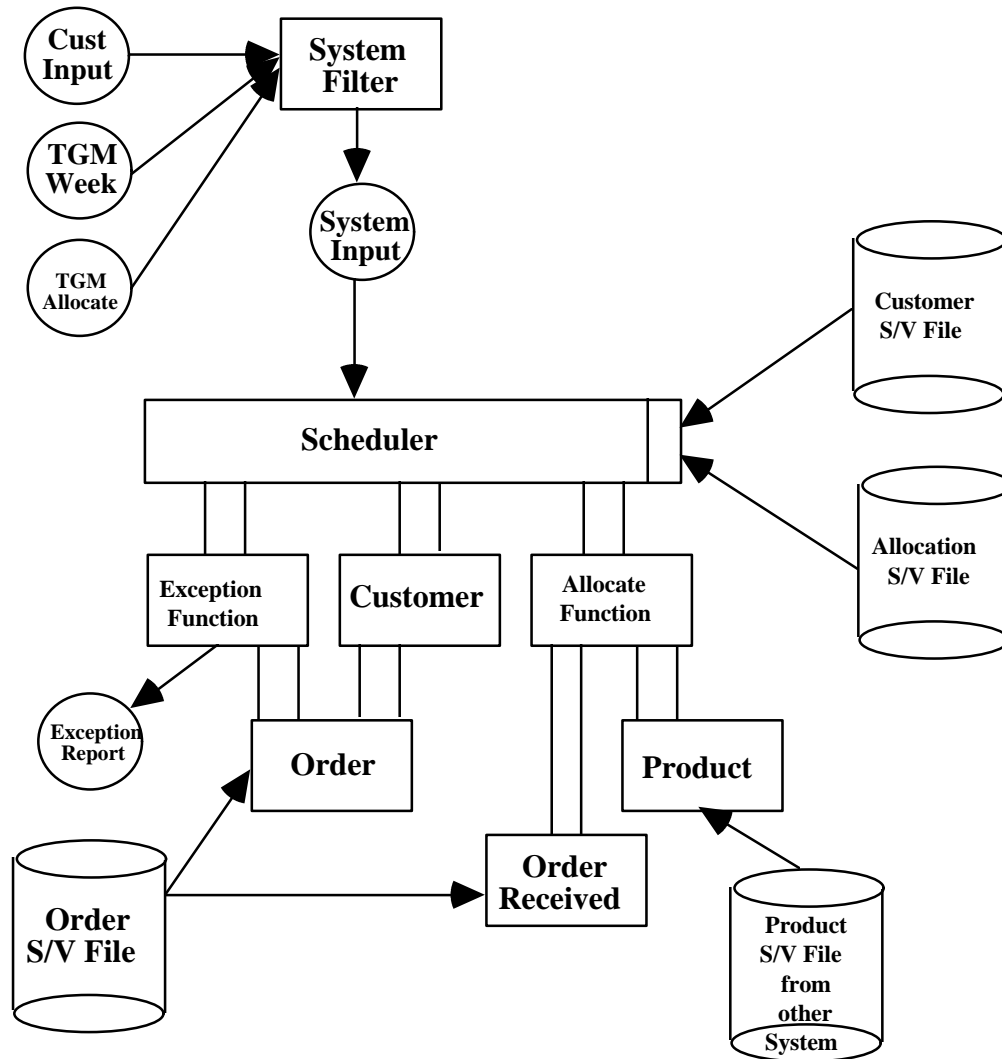 Cust
Input
System
Filter
TGM
Week
System
Input
TGM
Allocate
Customer
S/V File
Scheduler
Allocation
S/V File
Exception
Function
Customer
Allocate
Function
Exception
Report
Order
Product
Order
Received
Order
S/V File
Product
S/V File
from
other
System